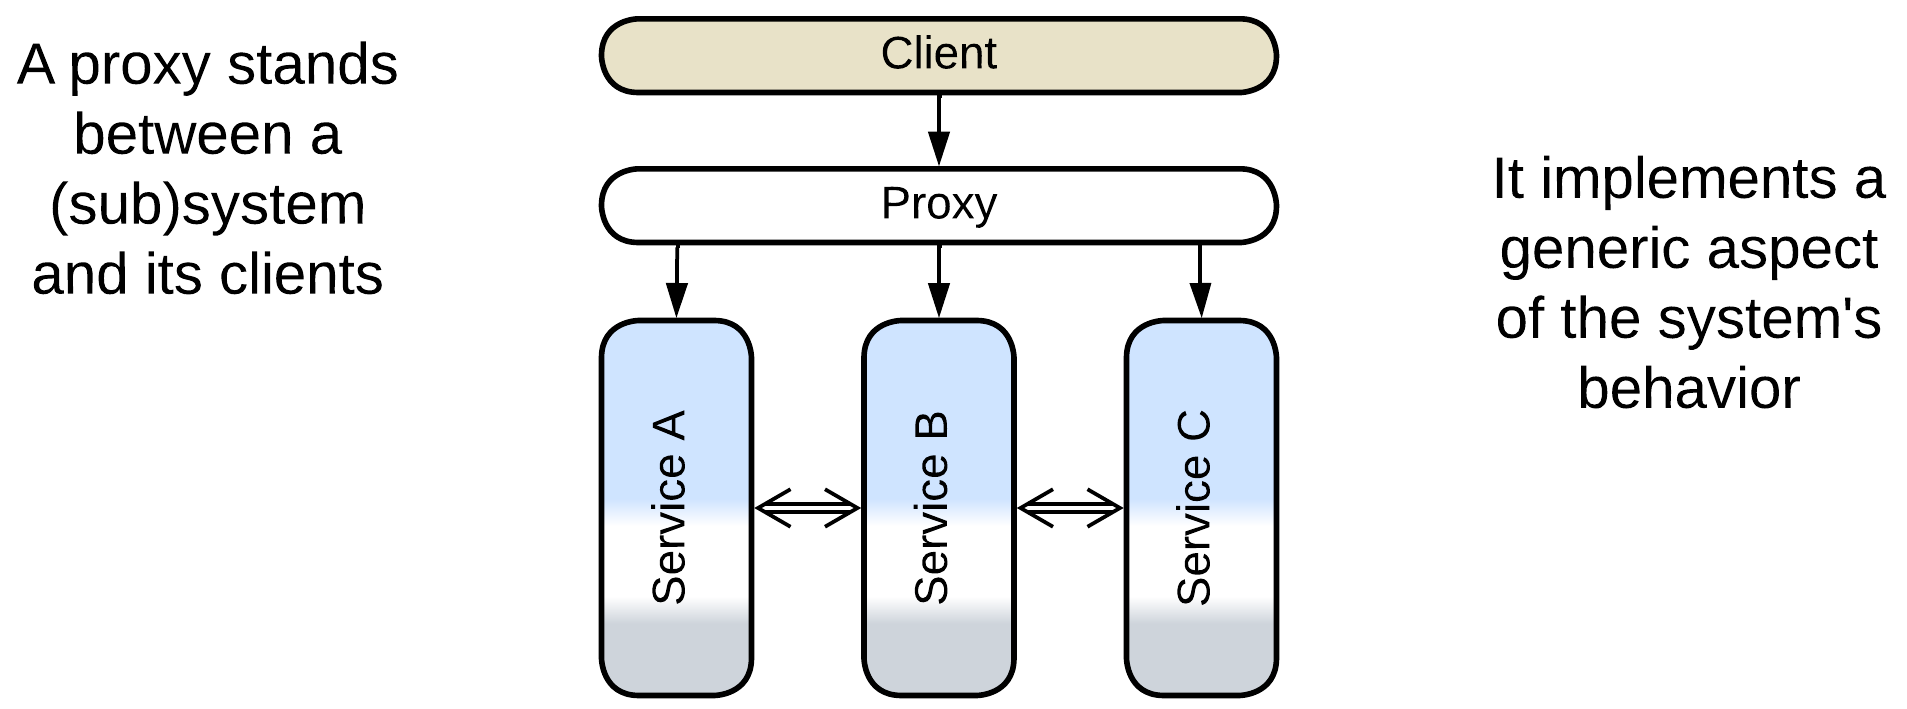 A proxy stands
between a
(sub)system
and its clients
Client
Proxy
Service A
Service B
Service C
It implements a
generic aspect
of the system's
behavior